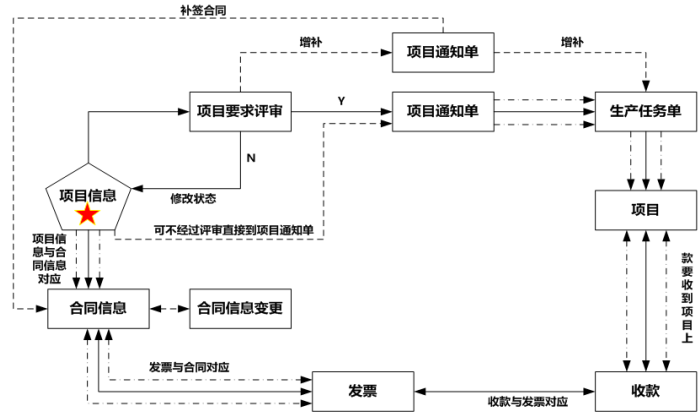 补签合同
增补
项目通知单
增补
项目要求评审
Y
项目通知单
生产任务单
N
项目信息
修改状态
项目
可不经过评审直接到项目通知单
项目信
息与合
同信息
对应
款要收到项目上
合同信息
合同信息变更
发票与合同对应
发票
收款与发票对应
收款